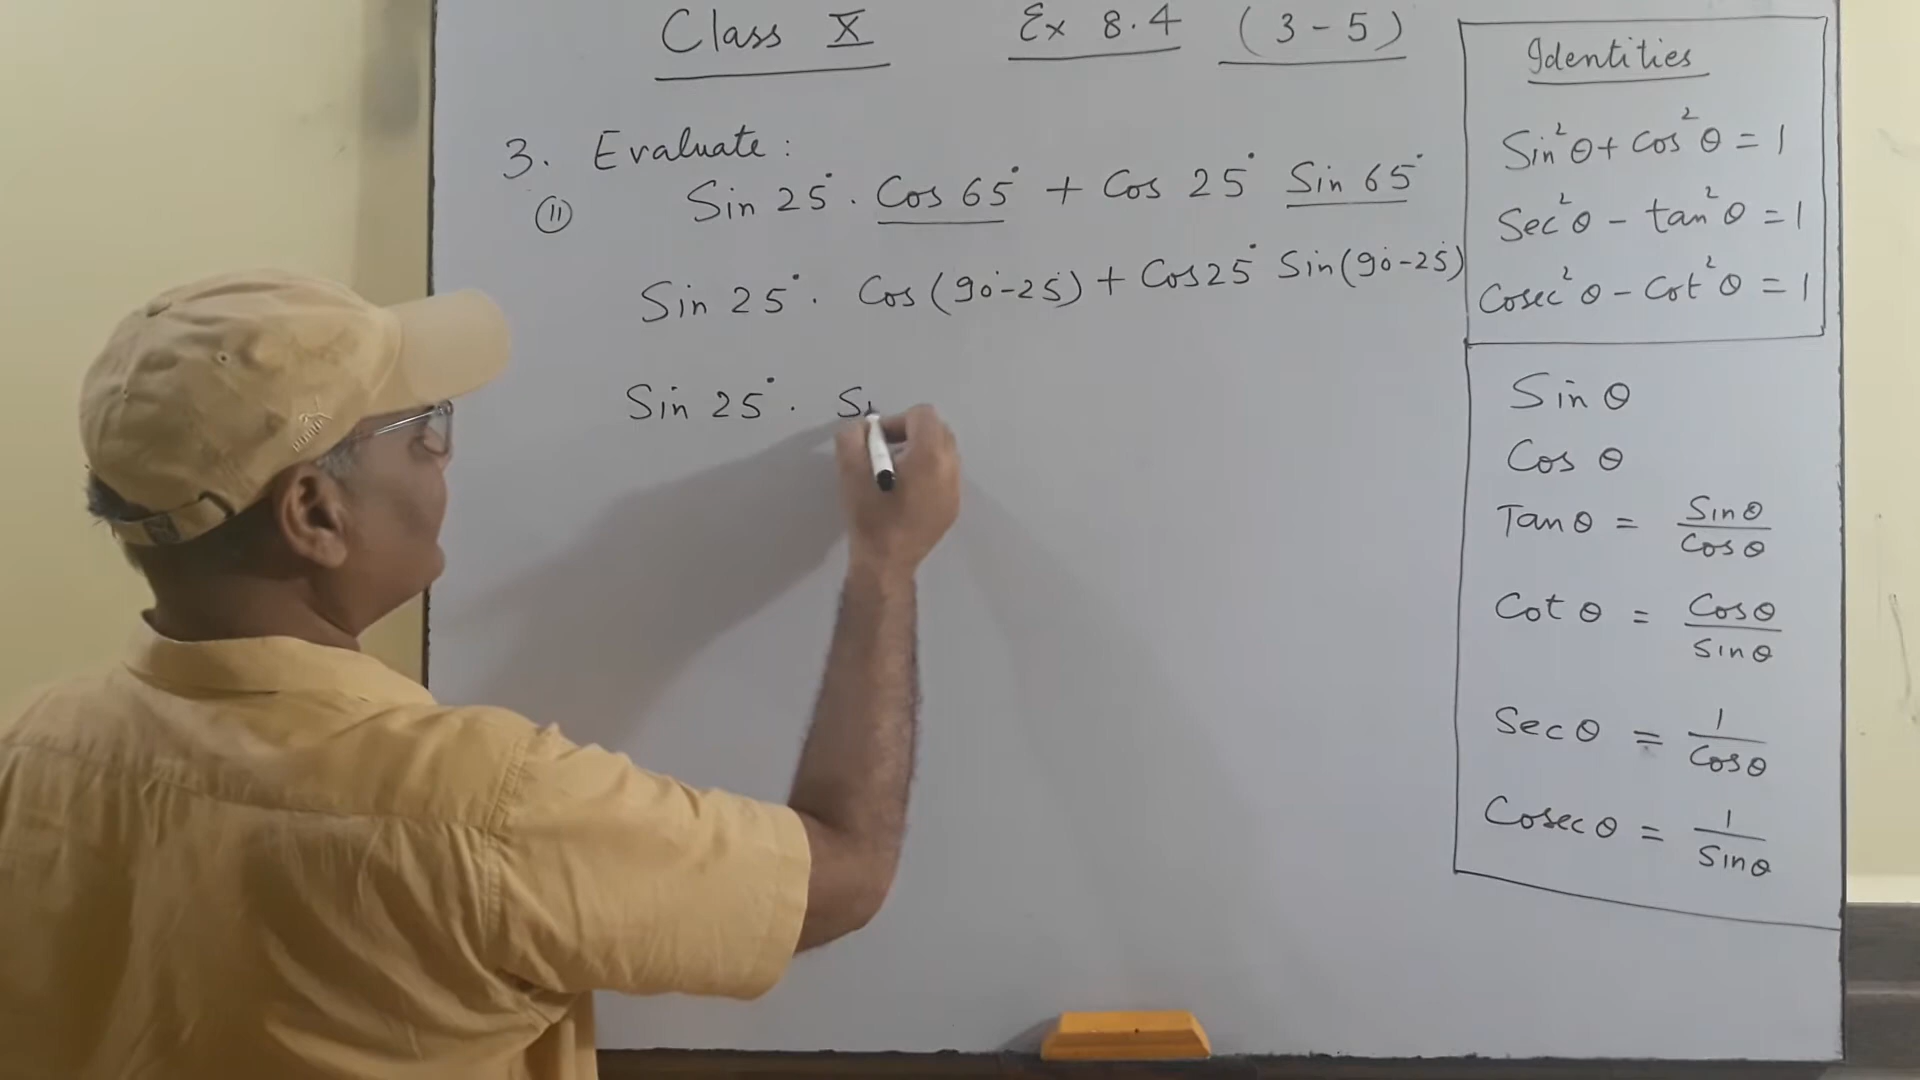 Class X Ex 8.4 (3-5)
3. Evaluate:
(ii) Sin 25° . Cos 65° + Cos 25° Sin 65°
Sin 25° . Cos (90°-25°) + Cos 25° Sin (90°-25°)
Sin 25° . Si
Identities
Sin²θ + Cos²θ = 1
Sec²θ - tan²θ = 1
Cosec²θ - Cot²θ = 1
Sin θ
Cos θ
Tan θ = Sinθ/Cosθ
Cot θ = Cosθ/Sinθ
Sec θ = 1/Cosθ
Cosec θ = 1/Sinθ